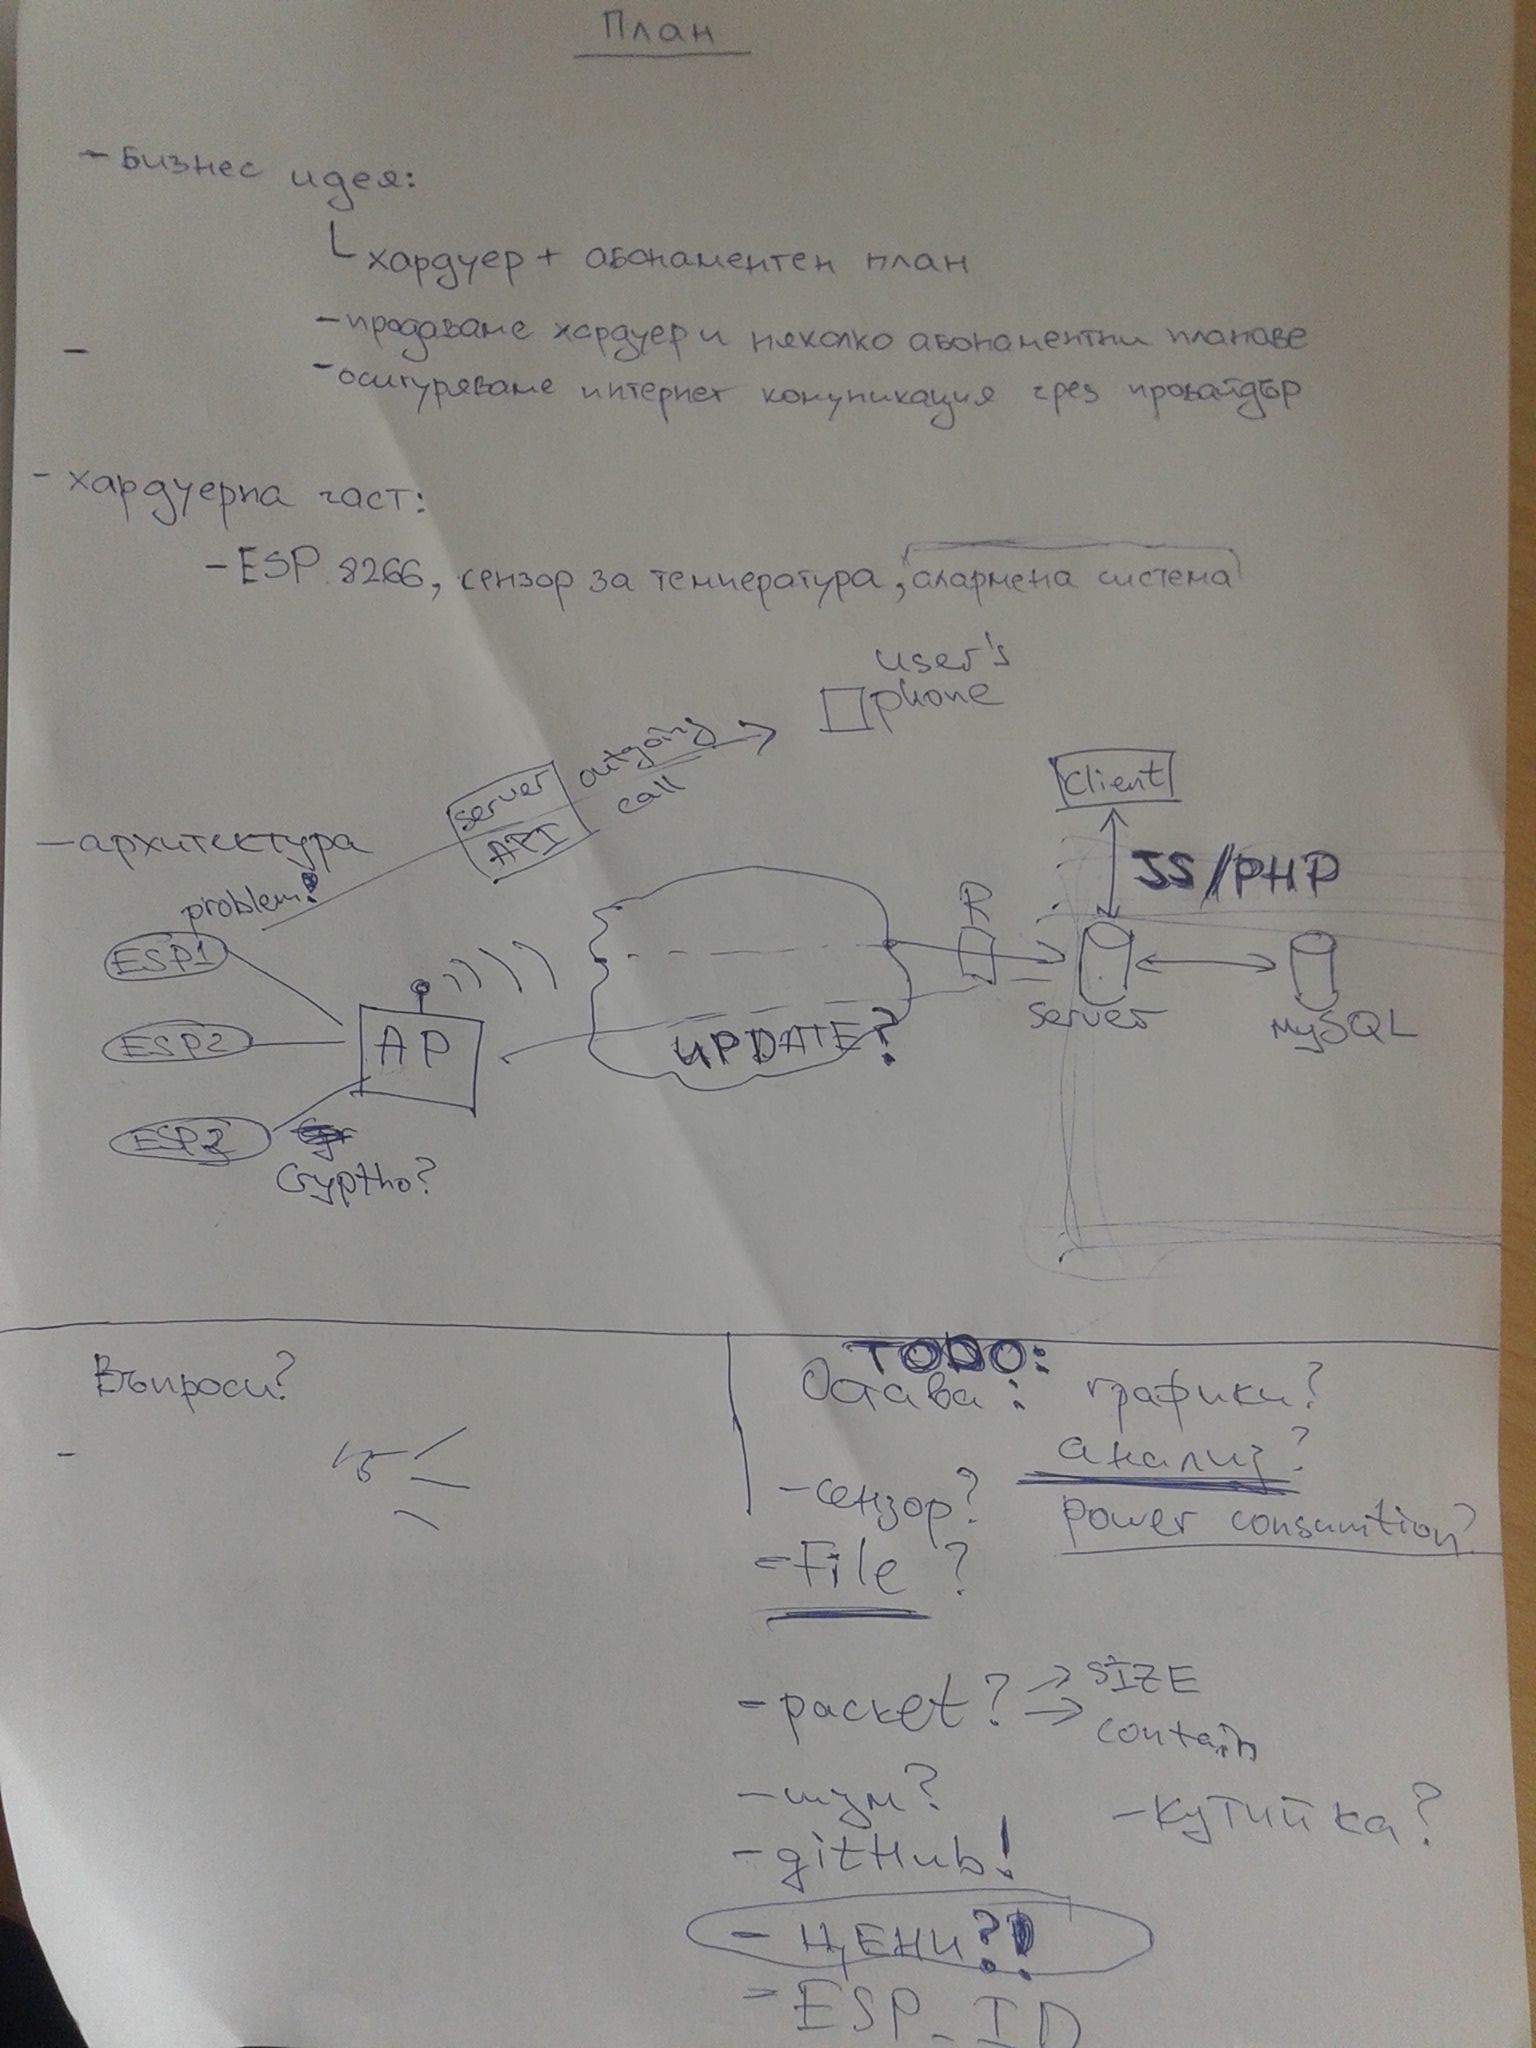 План
- Бизнес идея:
хардуер + абонаментен план
- продаваме хардуер и няколко абонаментни планове
-
- осигуряваме интернет комуникация чрез провайдър
- хардуерна част:
- ESP 8266, сензор за температура, алармена система
user's
phone
outgoing
call
server
API
client
- архитектура
problem!
JS/PHP
R
ESP1
AP
ESP2
UPDATE?
server
MySQL
ESP3
Cryptho?
Въпроси?
-
TODO:
Остава: графики?
анализ?
- сензор?
power consumtion?
- File ?
- packet? → SIZE
→ contain
- шум?
- кутийка?
- gitHub!
- ЦЕНИ?!
- ESP_ID